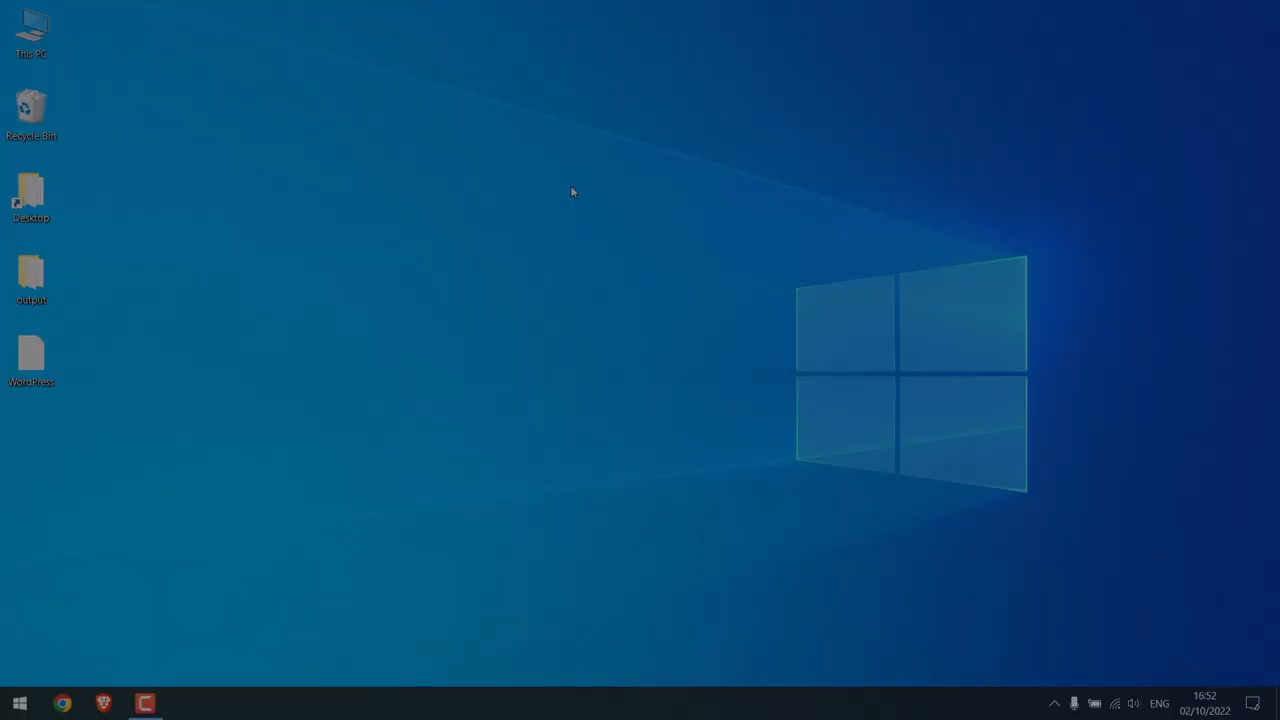 This PC
Recycle Bin
Desktop
output
WordPress
ENG
16:52
02/10/2022